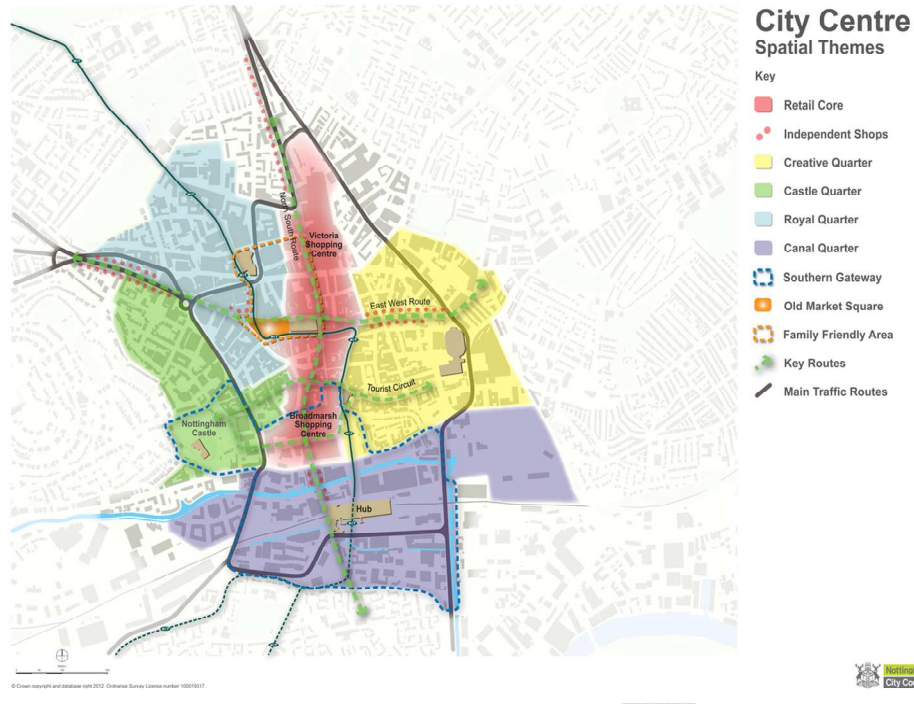 City Centre
Spatial Themes
Key
Retail Core
Independent Shops
Creative Quarter
Castle Quarter
Royal Quarter
Canal Quarter
Southern Gateway
Old Market Square
Family Friendly Area
Key Routes
Main Traffic Routes
North South Route
Victoria
Shopping
Centre
East West Route
Tourist Circuit
Broadmarsh
Shopping
Centre
Nottingham
Castle
Hub
© Crown copyright and database right 2012. Ordnance Survey Licence number
City